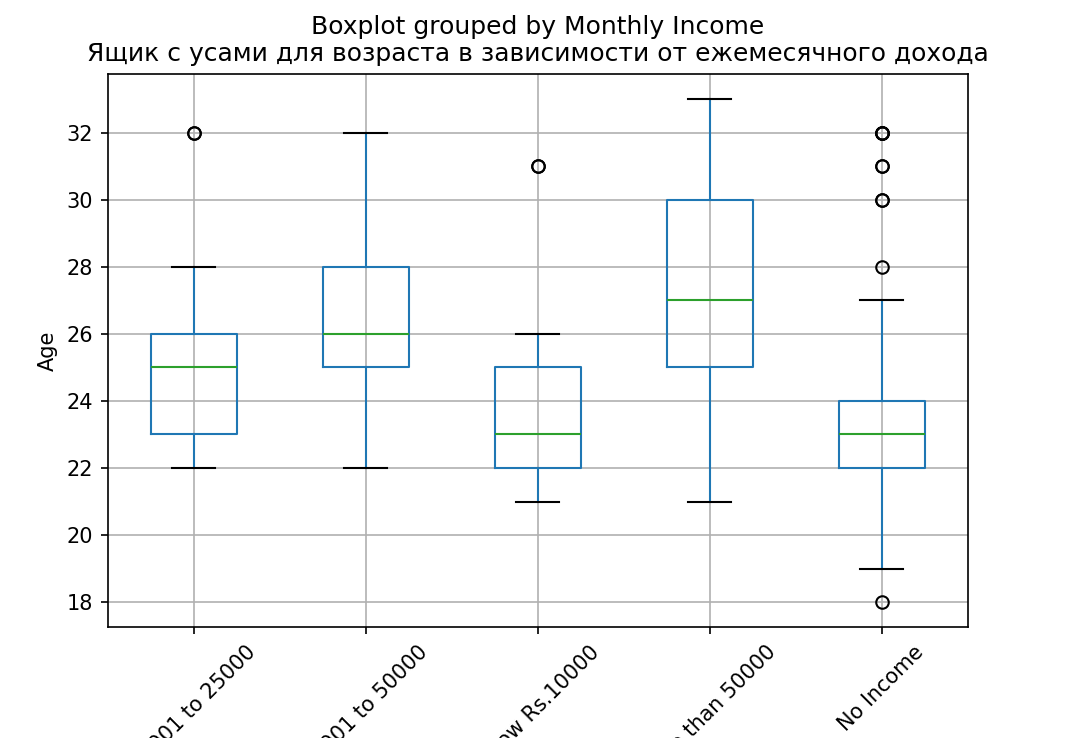 Boxplot grouped by Monthly Income
Ящик с усами для возраста в зависимости от ежемесячного дохода
Age
32
30
28
26
24
22
20
18
001 to 25000
001 to 50000
ow Rs.10000
than 50000
No Income